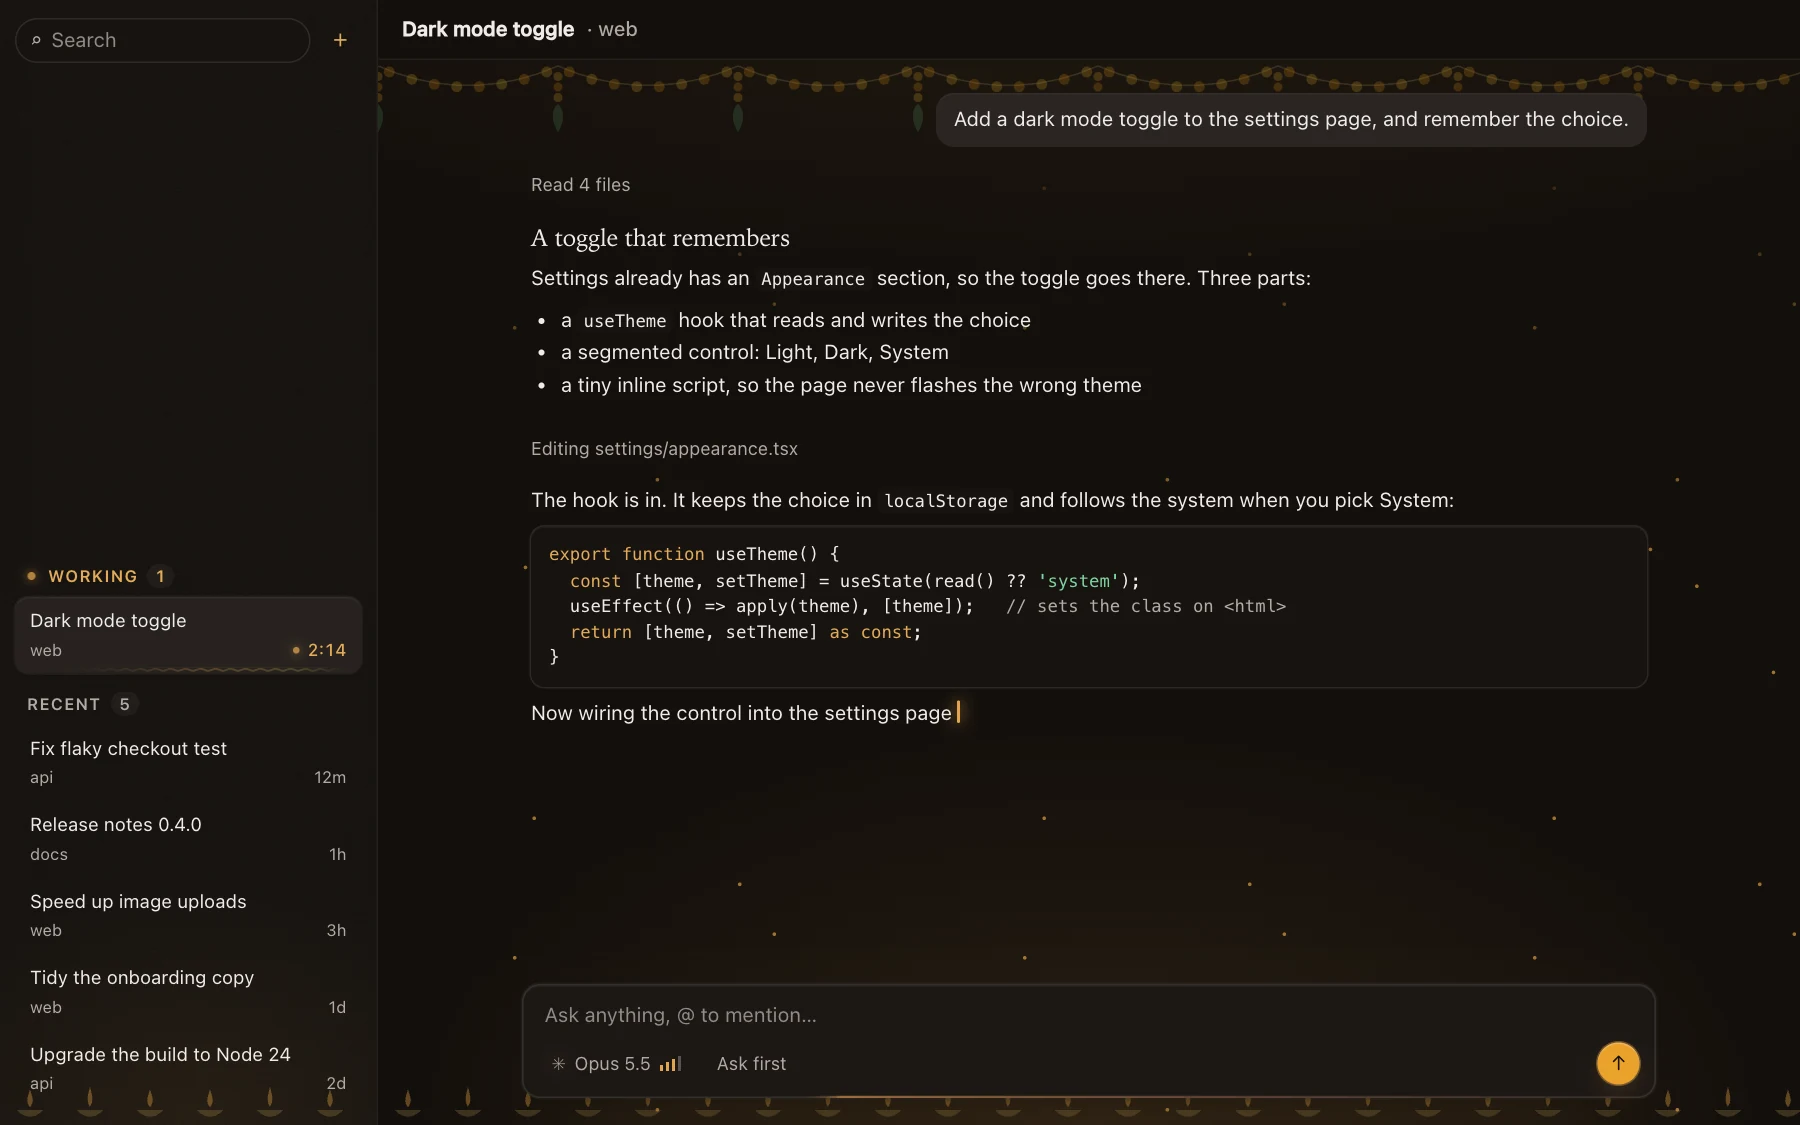 Search
+
WORKING 1
Dark mode toggle
web 2:14
RECENT 5
Fix flaky checkout test
api 12m
Release notes 0.4.0
docs 1h
Speed up image uploads
web 3h
Tidy the onboarding copy
web 1d
Upgrade the build to Node 24
api 2d
Dark mode toggle · web
Add a dark mode toggle to the settings page, and remember the choice.
Read 4 files
A toggle that remembers
Settings already has an Appearance section, so the toggle goes there. Three parts:
• a useTheme hook that reads and writes the choice
• a segmented control: Light, Dark, System
• a tiny inline script, so the page never flashes the wrong theme
Editing settings/appearance.tsx
The hook is in. It keeps the choice in localStorage and follows the system when you pick System:
export function useTheme() {
  const [theme, setTheme] = useState(read() ?? 'system');
  useEffect(() => apply(theme), [theme]);   // sets the class on <html>
  return [theme, setTheme] as const;
}
Now wiring the control into the settings page
Ask anything, @ to mention...
Opus 5.5 Ask first